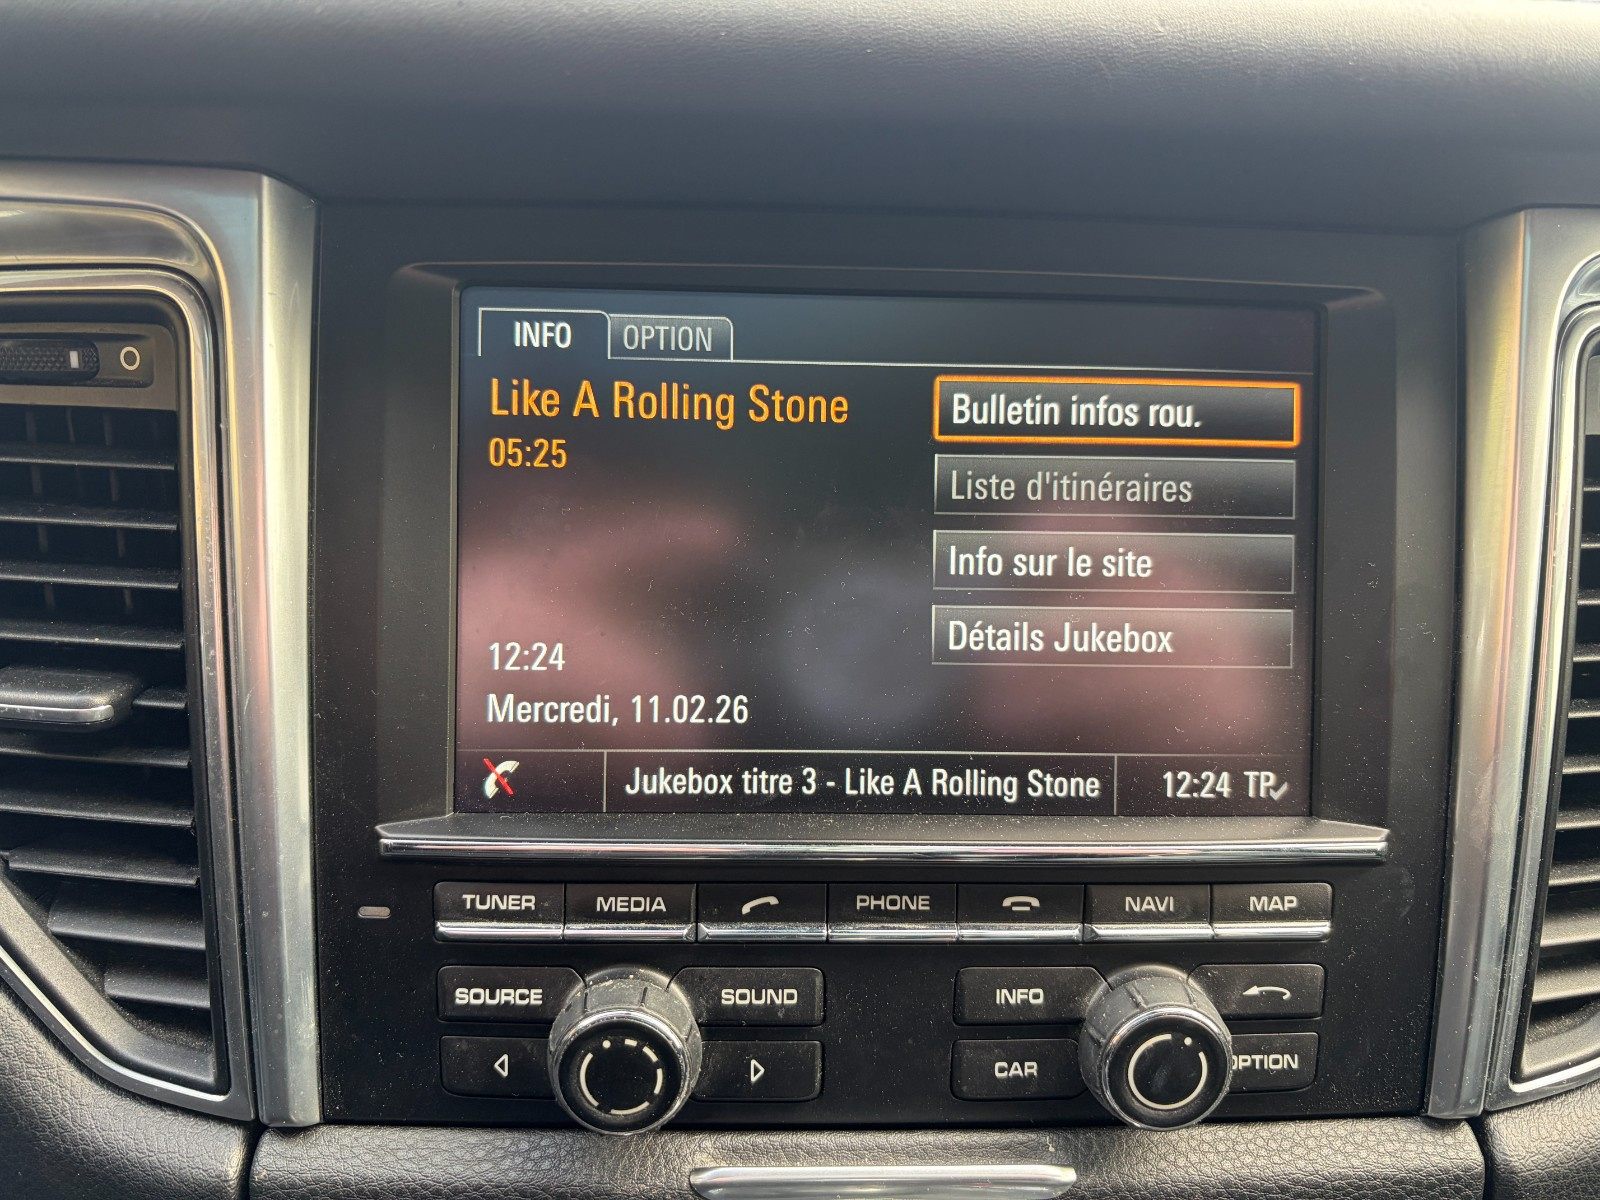 INFO
OPTION
Like A Rolling Stone
05:25
Bulletin infos rou.
Liste d'itinéraires
Info sur le site
Détails Jukebox
12:24
Mercredi, 11.02.26
Jukebox titre 3 - Like A Rolling Stone
12:24 TP
TUNER
MEDIA
PHONE
NAVI
MAP
SOURCE
SOUND
INFO
CAR
OPTION